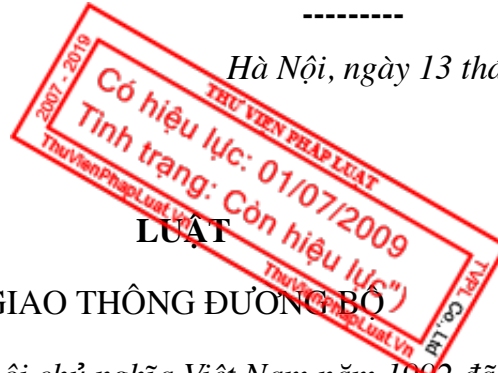 ---------
Hà Nội, ngày 13 thá
2007 - 2019
THƯ VIỆN PHÁP LUẬT
Có hiệu lực: 01/07/2009
Tình trạng: Còn hiệu lực")
ThuVienPhapLuat.Vn
ThuVienPhapLuat.Vn
TVPL Co., Ltd
LUẬT
GIAO THÔNG ĐƯỜNG BỘ
chủ nghĩa Việt Nam năm 1992 đã